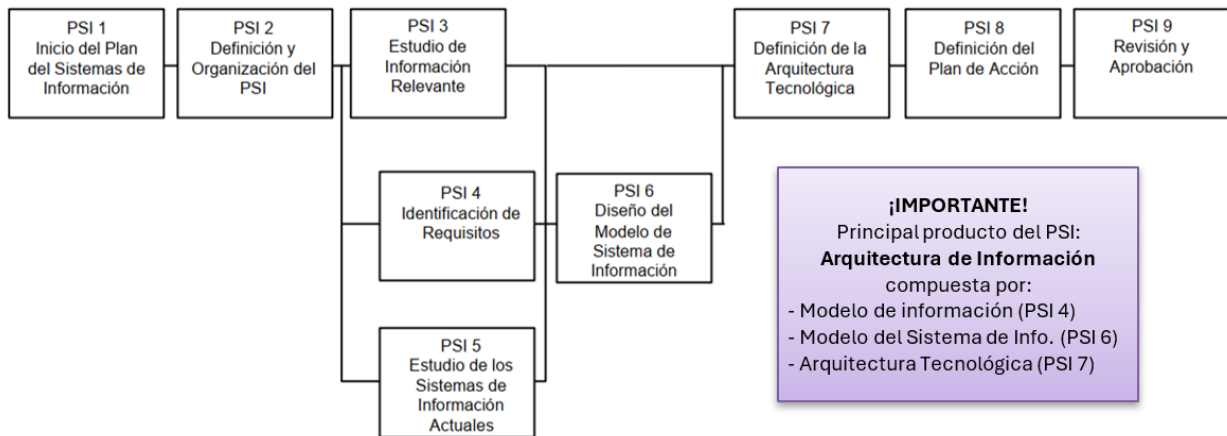 PSI 1
Inicio del Plan
del Sistemas de
Información
PSI 2
Definición y
Organización del
PSI
PSI 3
Estudio de
Información
Relevante
PSI 7
Definición de la
Arquitectura
Tecnológica
PSI 8
Definición del
Plan de Acción
PSI 9
Revisión y
Aprobación
PSI 4
Identificación de
Requisitos
PSI 6
Diseño del
Modelo de
Sistema de
Información
PSI 5
Estudio de los
Sistemas de
Información
Actuales
¡IMPORTANTE!
Principal producto del PSI:
Arquitectura de Información
compuesta por:
- Modelo de información (PSI 4)
- Modelo del Sistema de Info. (PSI 6)
- Arquitectura Tecnológica (PSI 7)